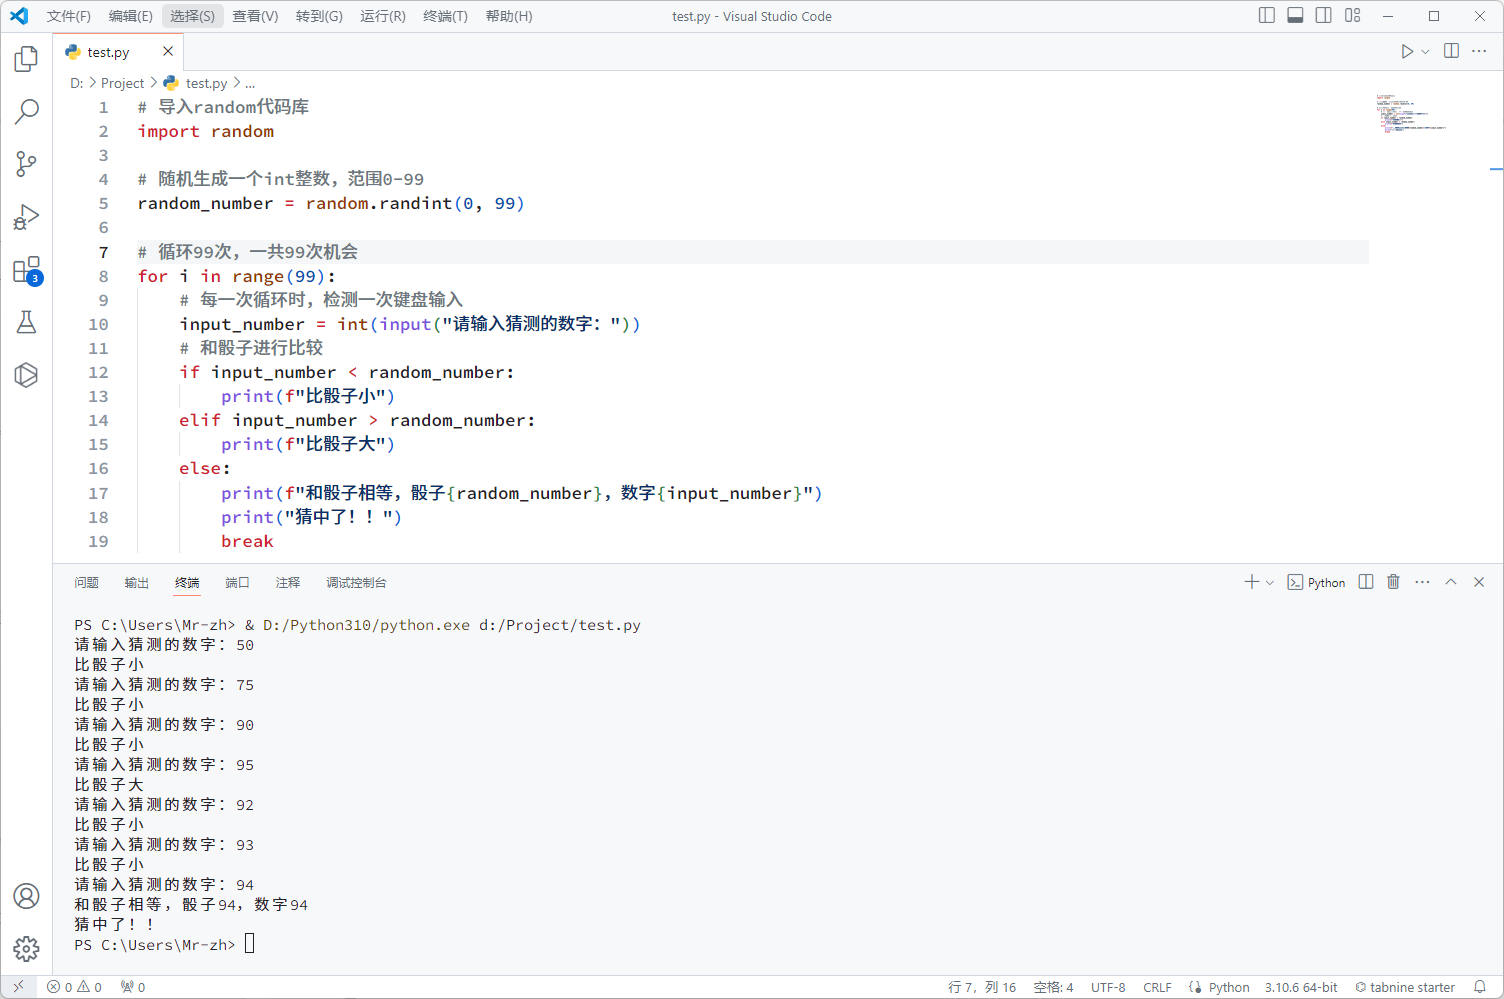 文件(F) 编辑(E) 选择(S) 查看(V) 转到(G) 运行(R) 终端(T) 帮助(H) test.py - Visual Studio Code
test.py
D: > Project > test.py > ...
1 # 导入random代码库
2 import random
3
4 # 随机生成一个int整数，范围0-99
5 random_number = random.randint(0, 99)
6
7 # 循环99次，一共99次机会
8 for i in range(99):
9 # 每一次循环时，检测一次键盘输入
10 input_number = int(input("请输入猜测的数字："))
11 # 和骰子进行比较
12 if input_number < random_number:
13 print(f"比骰子小")
14 elif input_number > random_number:
15 print(f"比骰子大")
16 else:
17 print(f"和骰子相等，骰子{random_number}，数字{input_number}")
18 print("猜中了！！")
19 break
3
问题 输出 终端 端口 注释 调试控制台 Python
PS C:\Users\Mr-zh> & D:/Python310/python.exe d:/Project/test.py
请输入猜测的数字：50
比骰子小
请输入猜测的数字：75
比骰子小
请输入猜测的数字：90
比骰子小
请输入猜测的数字：95
比骰子大
请输入猜测的数字：92
比骰子小
请输入猜测的数字：93
比骰子小
请输入猜测的数字：94
和骰子相等，骰子94，数字94
猜中了！！
PS C:\Users\Mr-zh>
0 0 0 行 7，列 16 空格: 4 UTF-8 CRLF Python 3.10.6 64-bit tabnine starter